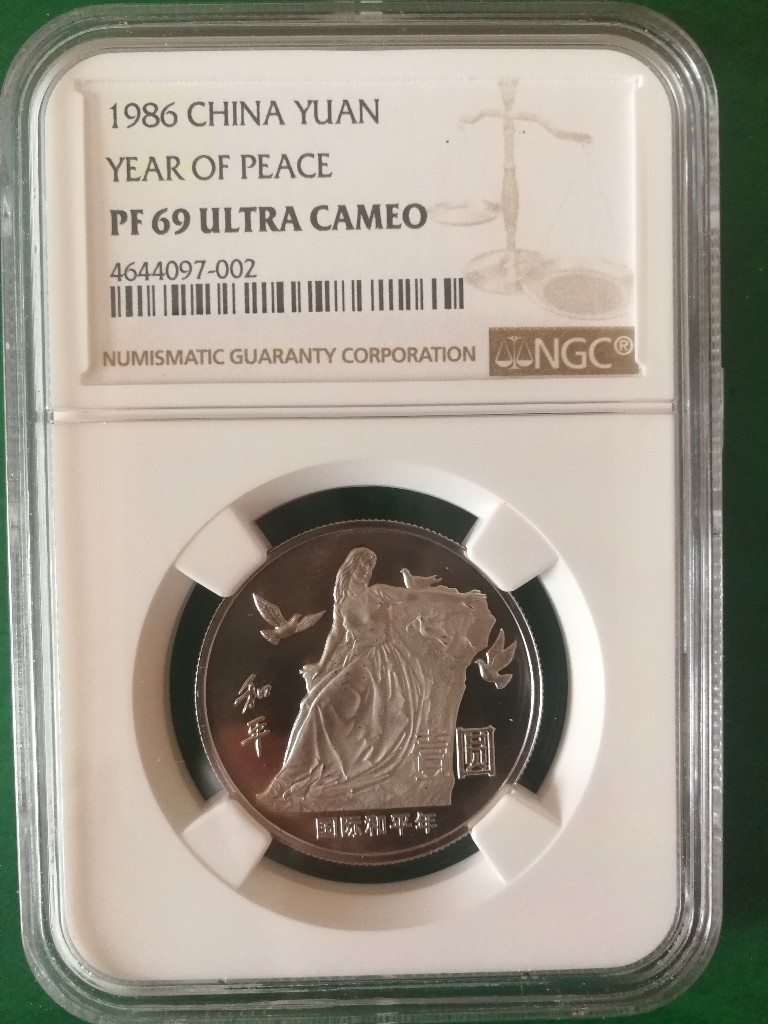 1986 CHINA YUAN
YEAR OF PEACE
PF 69 ULTRA CAMEO
4644097-002
NUMISMATIC GUARANTY CORPORATION
NGC®
和平
壹圆
国际和平年